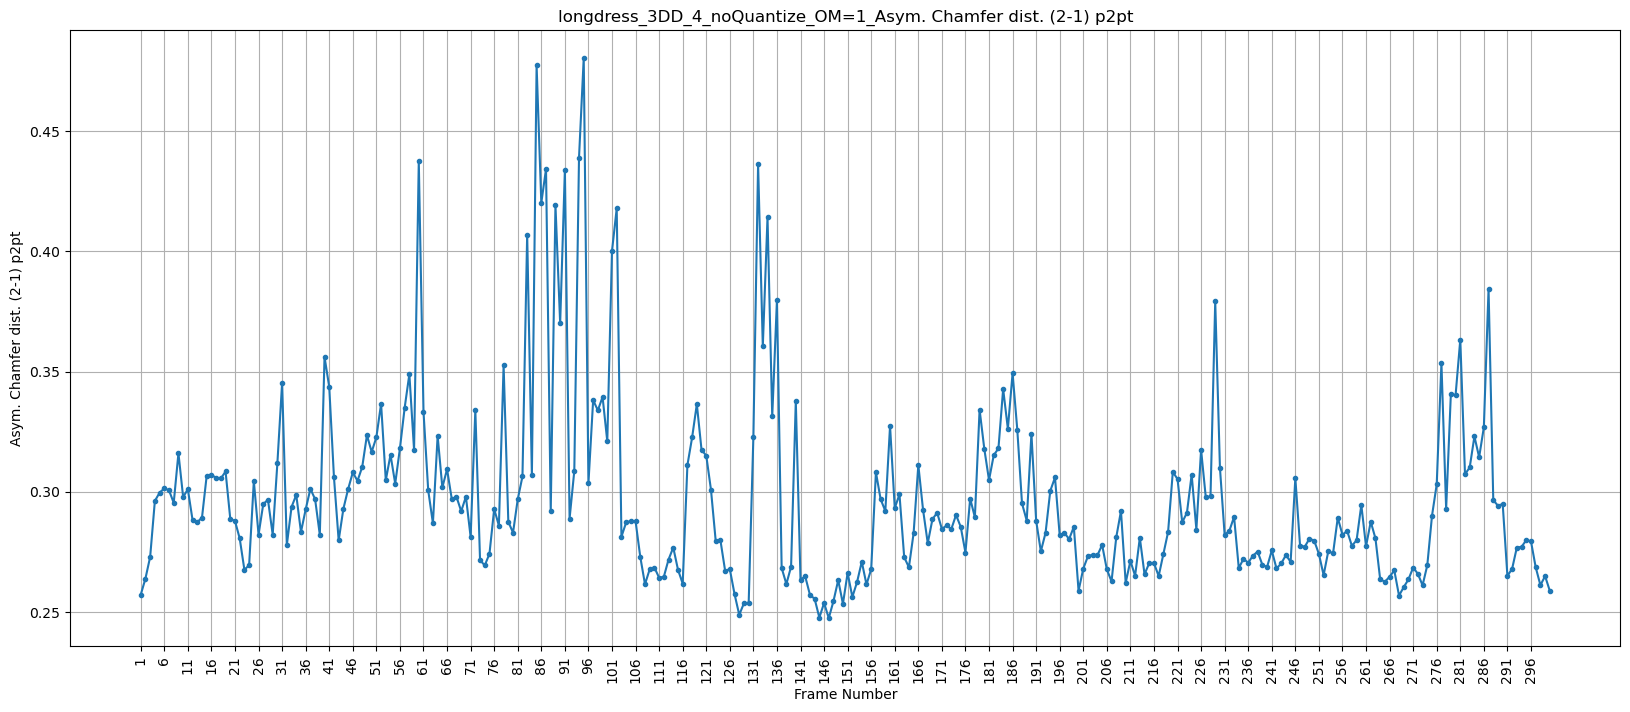 longdress_3DD_4_noQuantize_OM=1_Asym. Chamfer dist. (2-1) p2pt
Asym. Chamfer dist. (2-1) p2pt
0.45
0.40
0.35
0.30
0.25
1 6 11 16 21 26 31 36 41 46 51 56 61 66 71 76 81 86 91 96 101 106 111 116 121 126 131 136 141 146 151 156 161 166 171 176 181 186 191 196 201 206 211 216 221 226 231 236 241 246 251 256 261 266 271 276 281 286 291 296
Frame Number